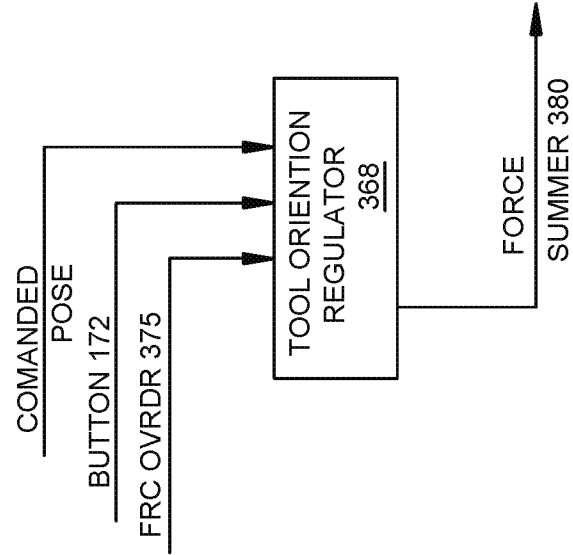 COMANDED
POSE
BUTTON 172
FRC OVRDR 375
TOOL ORIENTION
REGULATOR
368
FORCE
SUMMER 380